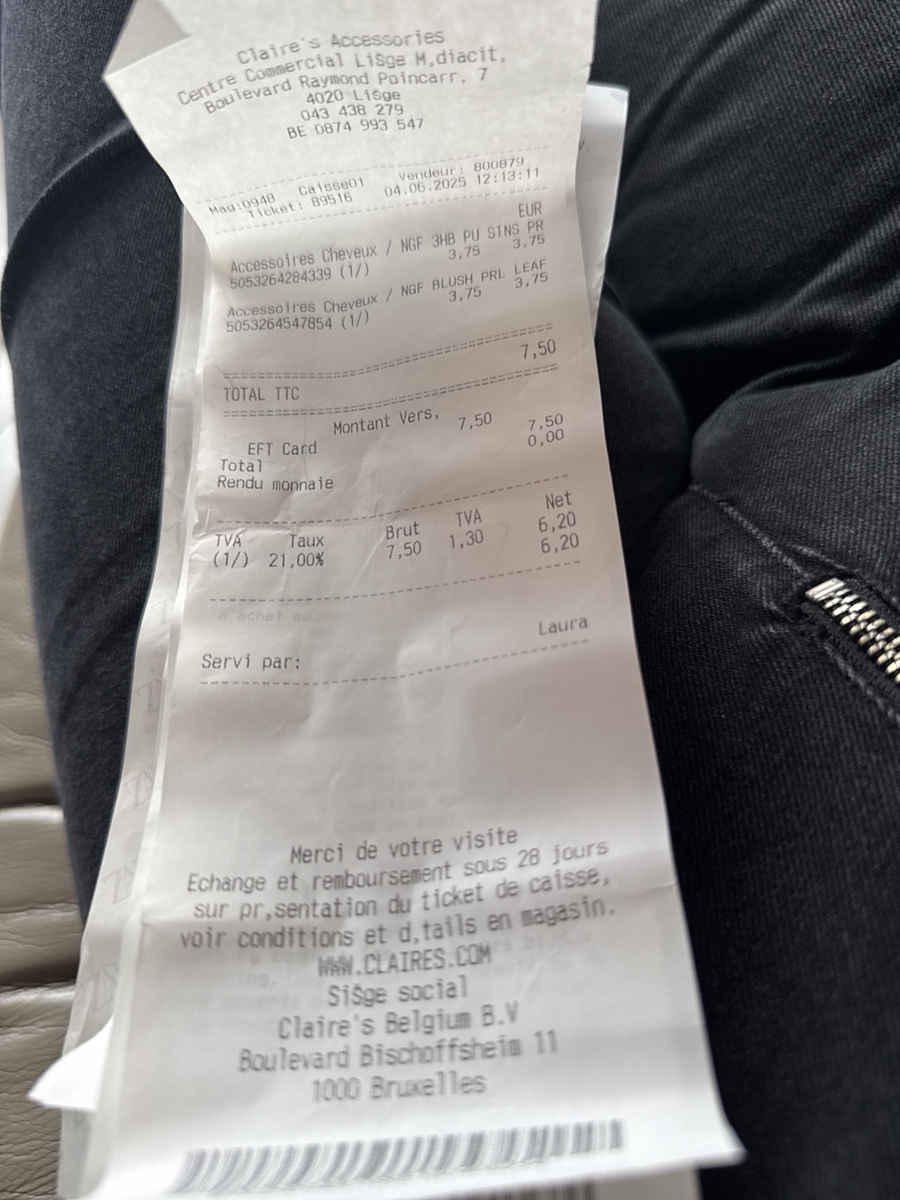 Claire's Accessories
Centre Commercial LiŠge M‚diacit‚
Boulevard Raymond Poincarr‚ 7
4020 LiŠge
043 438 279
BE 0874 993 547
Mag:0948 Caisse01 Vendeur: 800879
Ticket: 89516 04.06.2025 12:13:11
EUR
Accessoires Cheveux / NGF 3HB PU STNS PR
5053264284339 (1/) 3,75 3,75
Accessoires Cheveux / NGF BLUSH PRL LEAF
5053264547854 (1/) 3,75 3,75
TOTAL TTC 7,50
Montant Vers‚
EFT Card 7,50 7,50
Total 0,00
Rendu monnaie
TVA Taux Brut TVA Net
(1/) 21,00% 7,50 1,30 6,20
6,20
d'achat au
Servi par: Laura
Merci de votre visite
Echange et remboursement sous 28 jours
sur pr‚sentation du ticket de caisse,
voir conditions et d‚tails en magasin.
WWW.CLAIRES.COM
SiŠge social
Claire's Belgium B.V
Boulevard Bischoffsheim 11
1000 Bruxelles